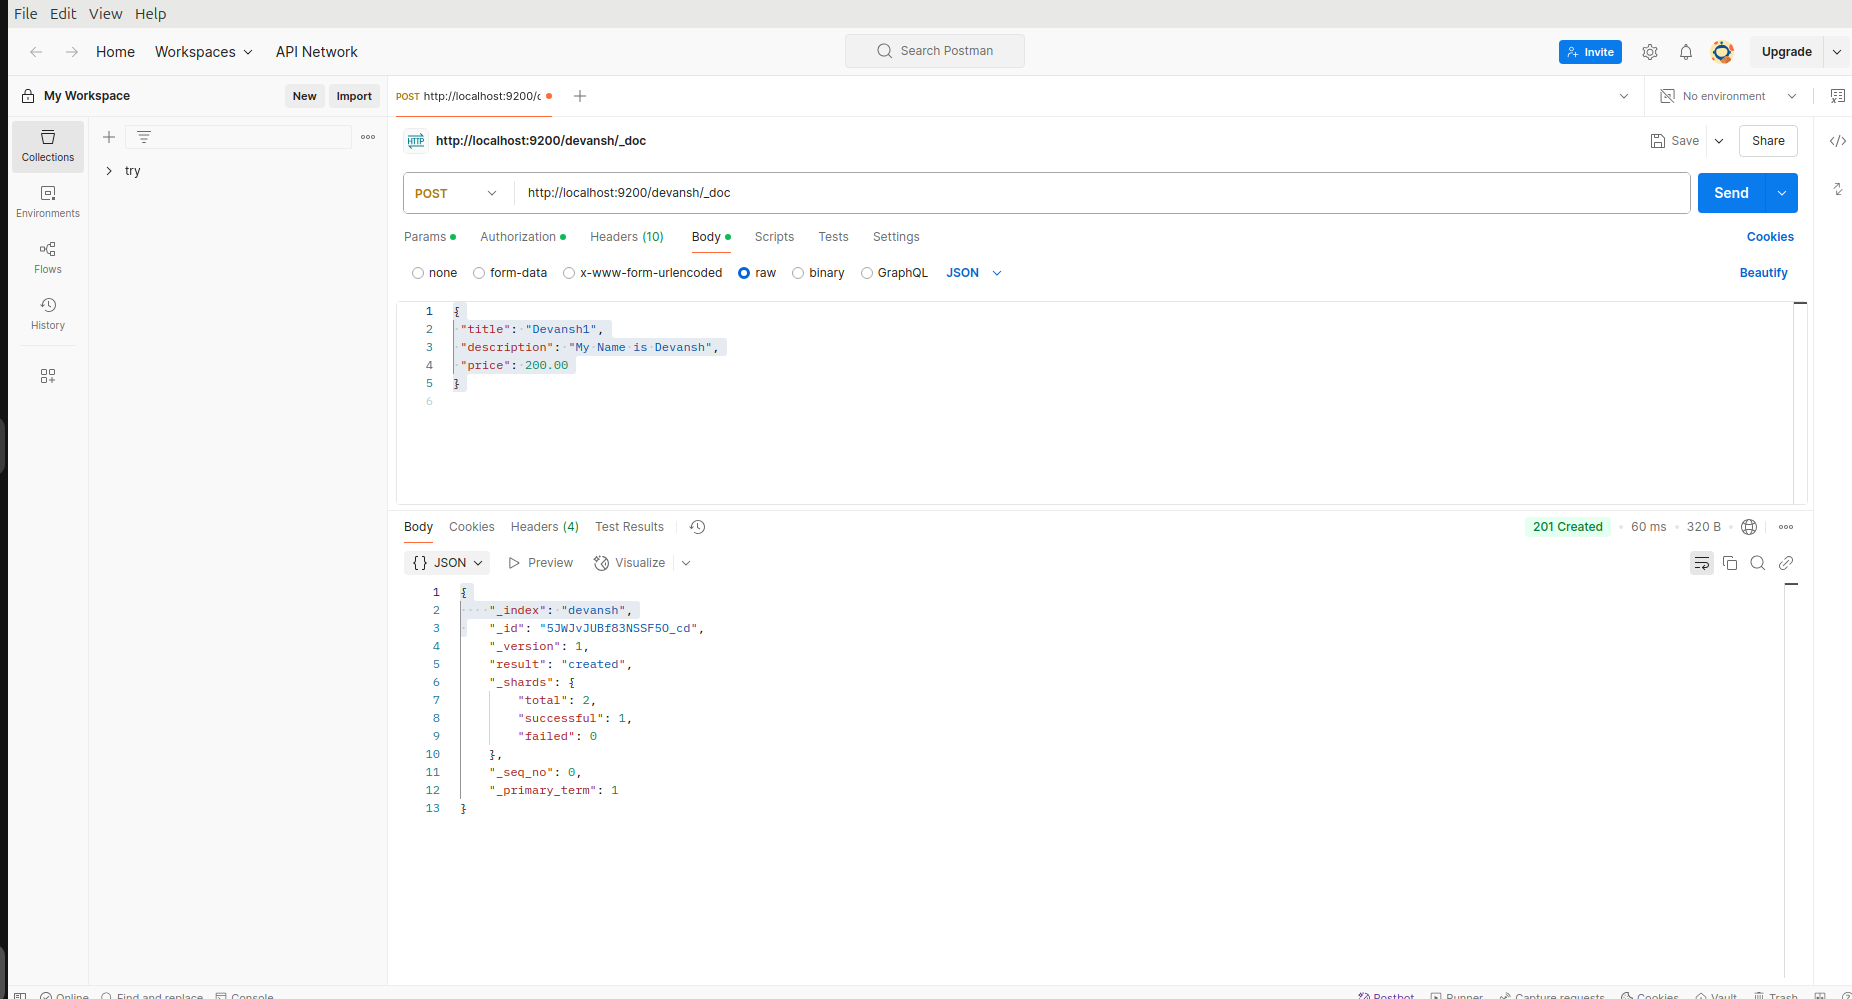 File Edit View Help
Home Workspaces API Network Search Postman Invite Upgrade
My Workspace New Import POST http://localhost:9200/c No environment
Collections
Environments
Flows
History
try
HTTP http://localhost:9200/devansh/_doc Save Share
POST http://localhost:9200/devansh/_doc Send
Params Authorization Headers (10) Body Scripts Tests Settings Cookies
none form-data x-www-form-urlencoded raw binary GraphQL JSON Beautify
1 {
2 "title": "Devansh1",
3 "description": "My Name is Devansh",
4 "price": 200.00
5 }
6
Body Cookies Headers (4) Test Results 201 Created 60 ms 320 B
{} JSON Preview Visualize
1 {
2 "_index": "devansh",
3 "_id": "5JWJvJUBf83NSSF5O_cd",
4 "_version": 1,
5 "result": "created",
6 "_shards": {
7 "total": 2,
8 "successful": 1,
9 "failed": 0
10 },
11 "_seq_no": 0,
12 "_primary_term": 1
13 }
Online Find and replace Console Postbot Runner Capture requests Cookies Vault Trash